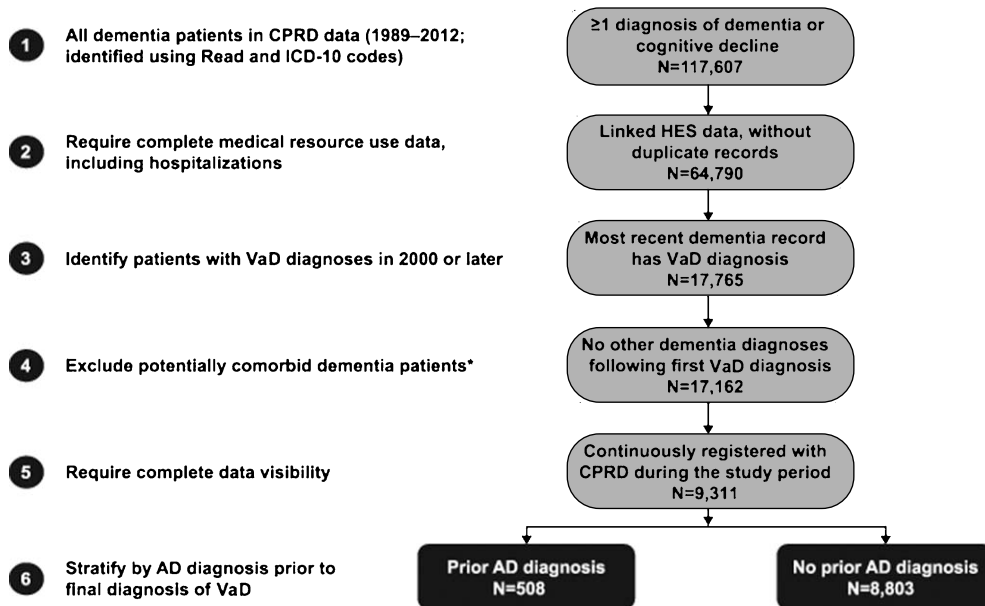 1
All dementia patients in CPRD data (1989–2012;
identified using Read and ICD-10 codes)
≥1 diagnosis of dementia or
cognitive decline
N=117,607
2
Require complete medical resource use data,
including hospitalizations
Linked HES data, without
duplicate records
N=64,790
3
Identify patients with VaD diagnoses in 2000 or later
Most recent dementia record
has VaD diagnosis
N=17,765
4
Exclude potentially comorbid dementia patients*
No other dementia diagnoses
following first VaD diagnosis
N=17,162
5
Require complete data visibility
Continuously registered with
CPRD during the study period
N=9,311
6
Stratify by AD diagnosis prior to
final diagnosis of VaD
Prior AD diagnosis
N=508
No prior AD diagnosis
N=8,803